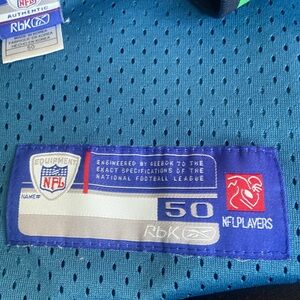 NFL
AUTHENTIC
RbK
50
EQUIPMENT
NFL
ENGINEERED BY REEBOK TO THE
EXACT SPECIFICATIONS OF THE
NATIONAL FOOTBALL LEAGUE
NAME#
50
RbK
NFLPLAYERS